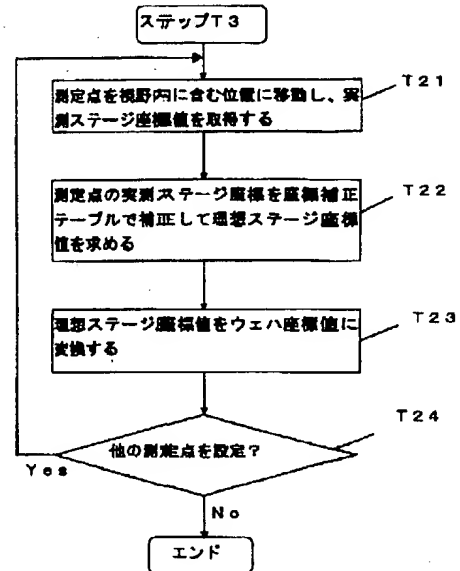 ステップT3
測定点を視野内に含む位置に移動し、実
測ステージ座標値を取得する
T21
測定点の実測ステージ座標を座標補正
テーブルで補正して理想ステージ座標
値を求める
T22
理想ステージ座標値をウェハ座標値に
変換する
T23
他の測定点を設定？
T24
Yes
No
エンド